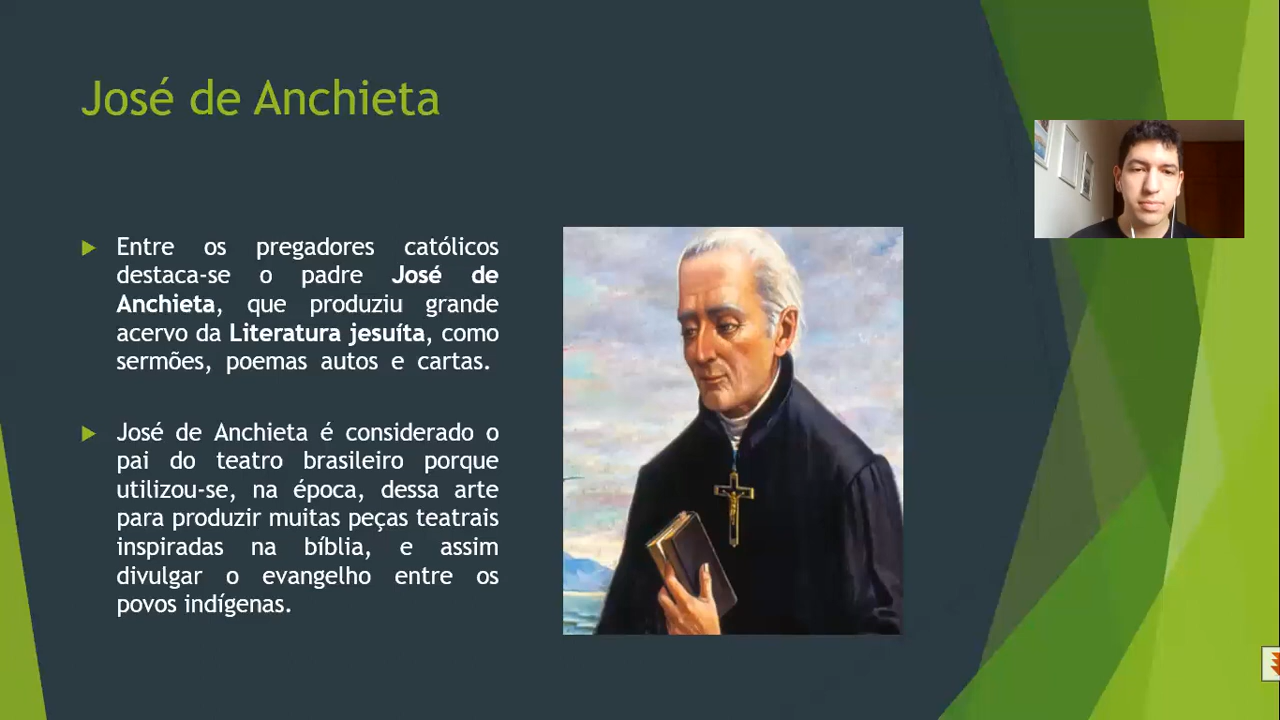 José de Anchieta
Entre os pregadores católicos
destaca-se o padre José de
Anchieta, que produziu grande
acervo da Literatura jesuíta, como
sermões, poemas autos e cartas.
José de Anchieta é considerado o
pai do teatro brasileiro porque
utilizou-se, na época, dessa arte
para produzir muitas peças teatrais
inspiradas na bíblia, e assim
divulgar o evangelho entre os
povos indígenas.